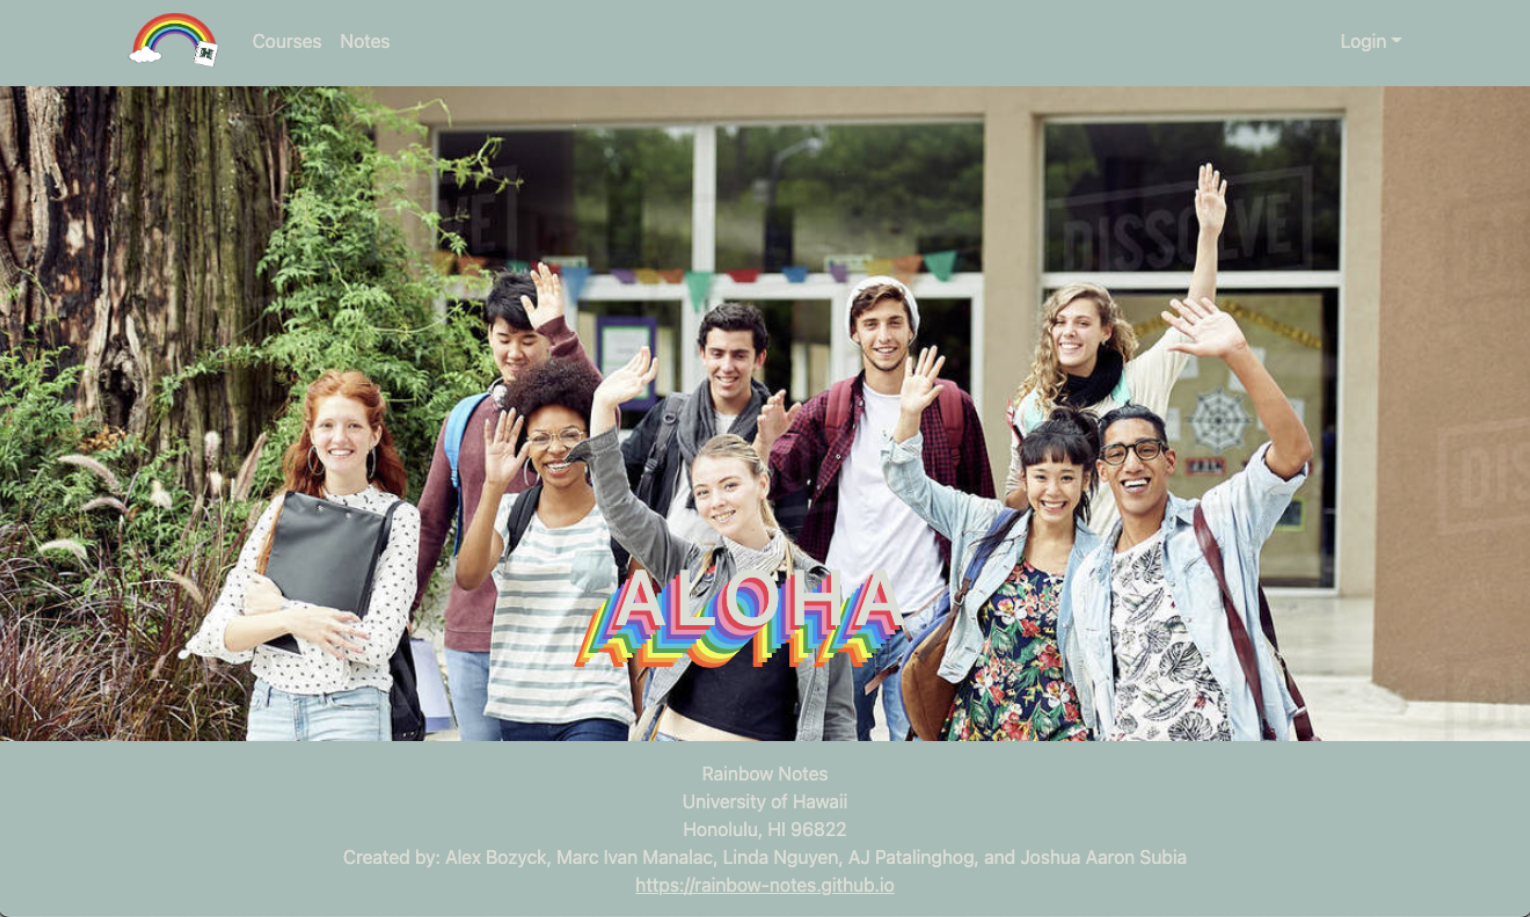 Courses Notes
Login
DISSOLVE
ALOHA
Rainbow Notes
University of Hawaii
Honolulu, HI 96822
Created by: Alex Bozyck, Marc Ivan Manalac, Linda Nguyen, AJ Patalinghog, and Joshua Aaron Subia
https://rainbow-notes.github.io